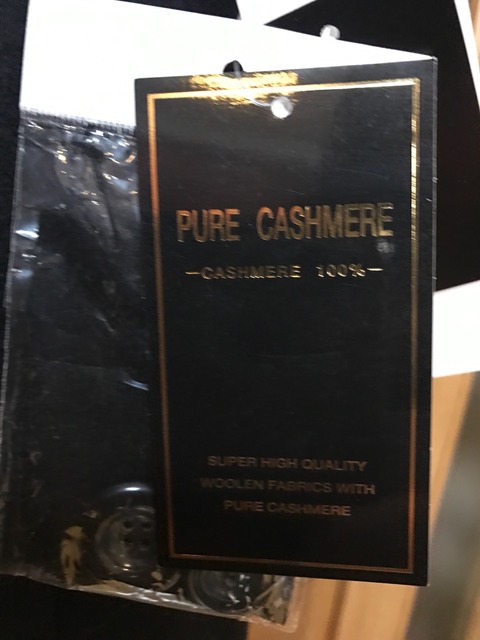 PURE CASHMERE
—CASHMERE 100%—
SUPER HIGH QUALITY
WOOLEN FABRICS WITH
PURE CASHMERE